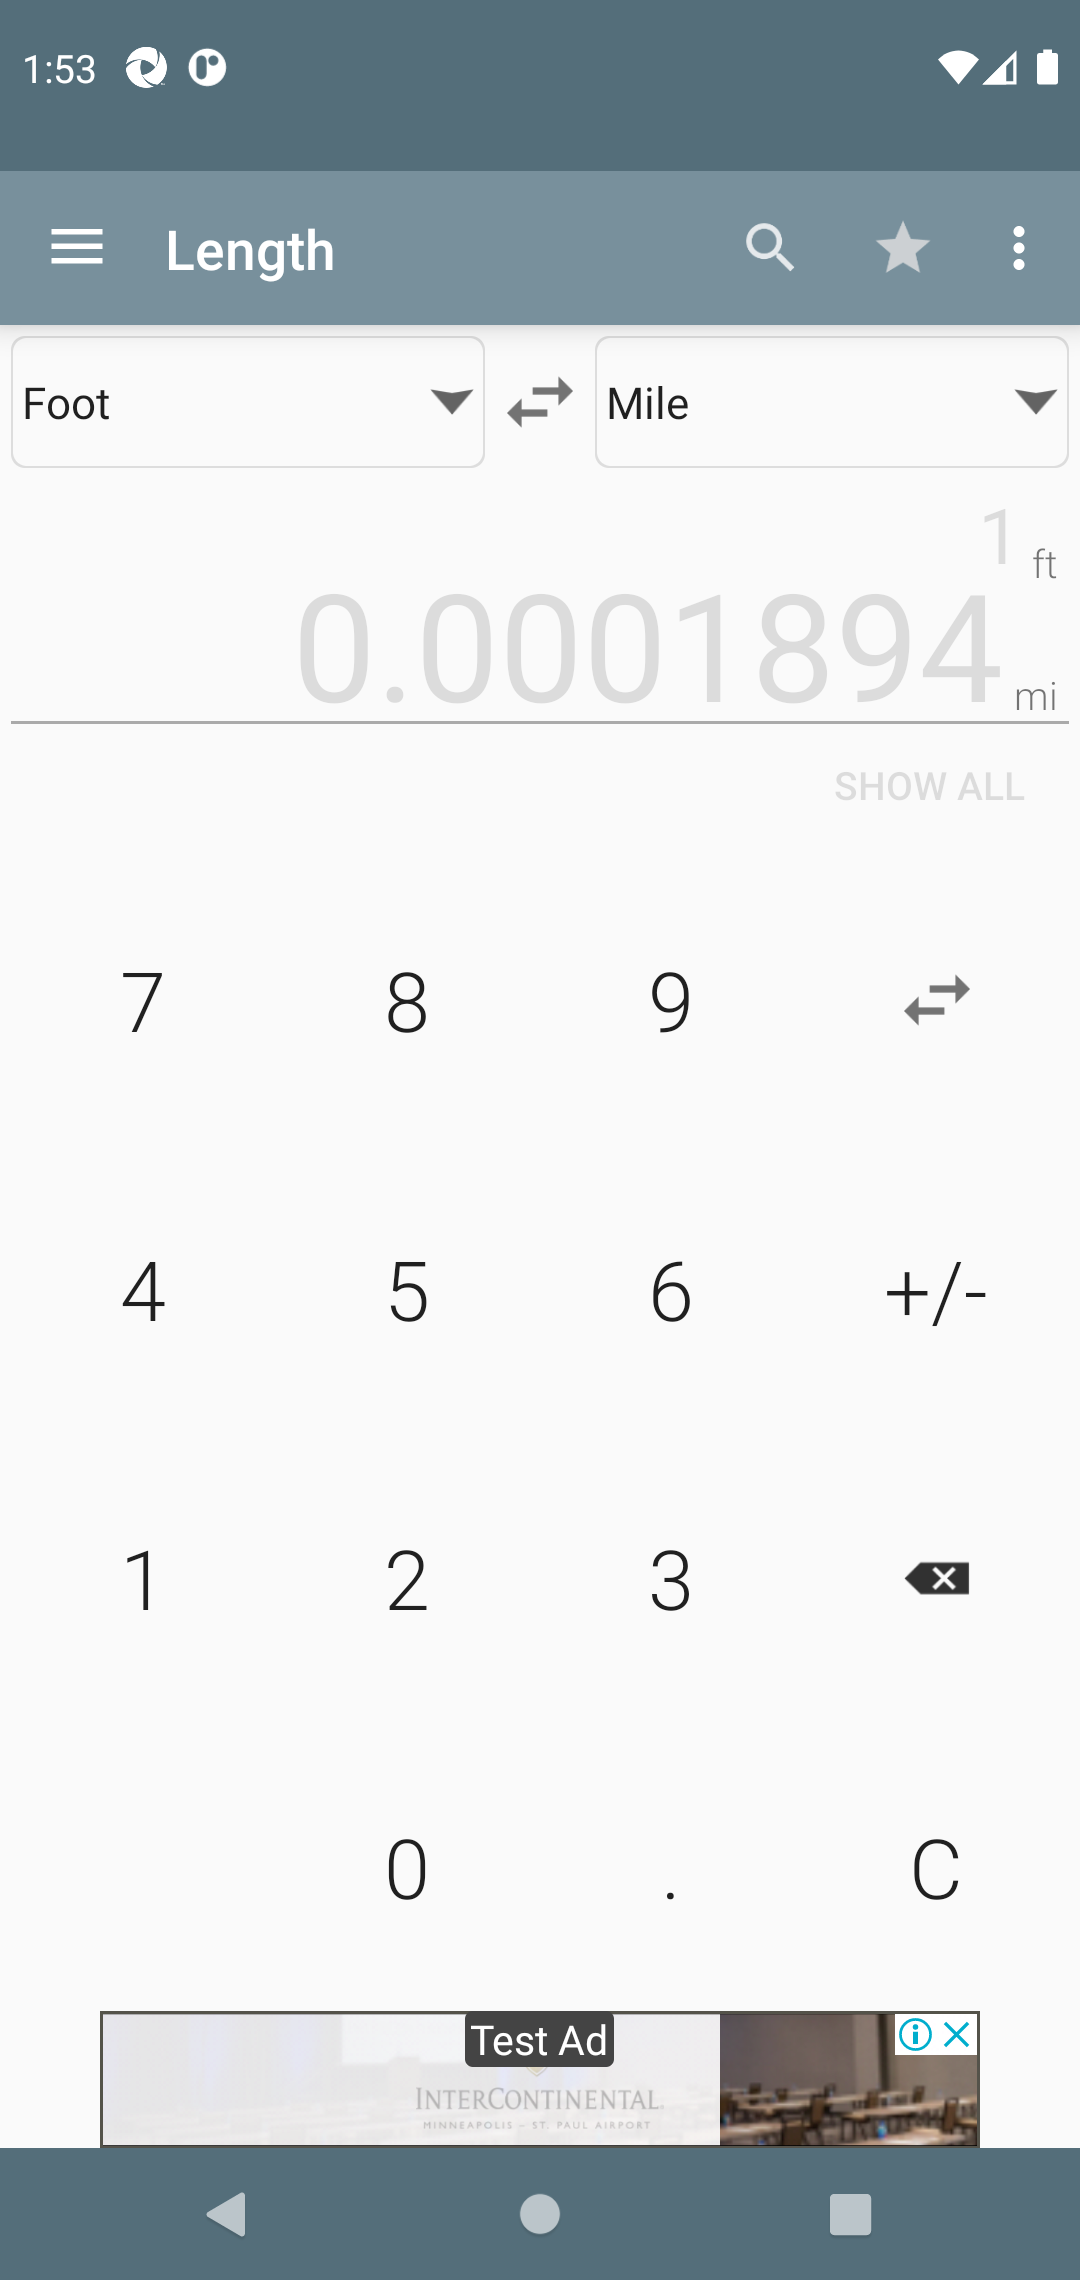 1:53
Length
Foot
Mile
1 ft
0.0001894 mi
SHOW ALL
7 8 9
4 5 6 +/-
1 2 3
0 . C
Test Ad
INTERCONTINENTAL.
MINNEAPOLIS – ST. PAUL AIRPORT